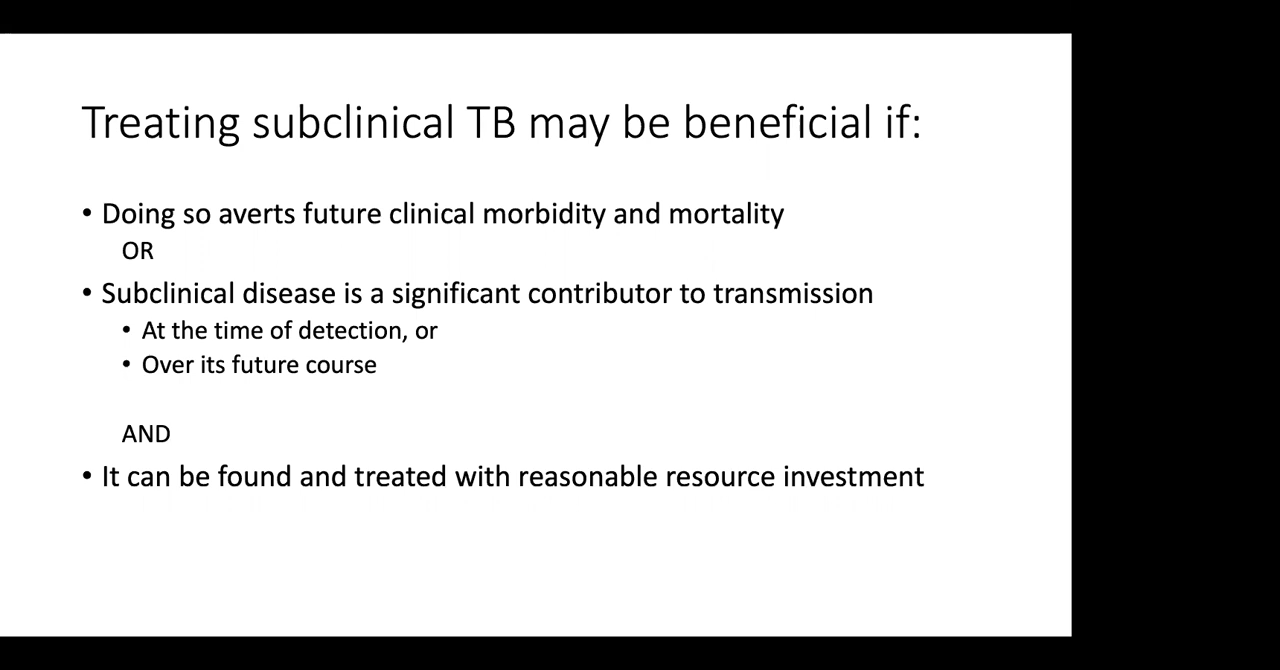 Treating subclinical TB may be beneficial if:
• Doing so averts future clinical morbidity and mortality
OR
• Subclinical disease is a significant contributor to transmission
• At the time of detection, or
• Over its future course
AND
• It can be found and treated with reasonable resource investment